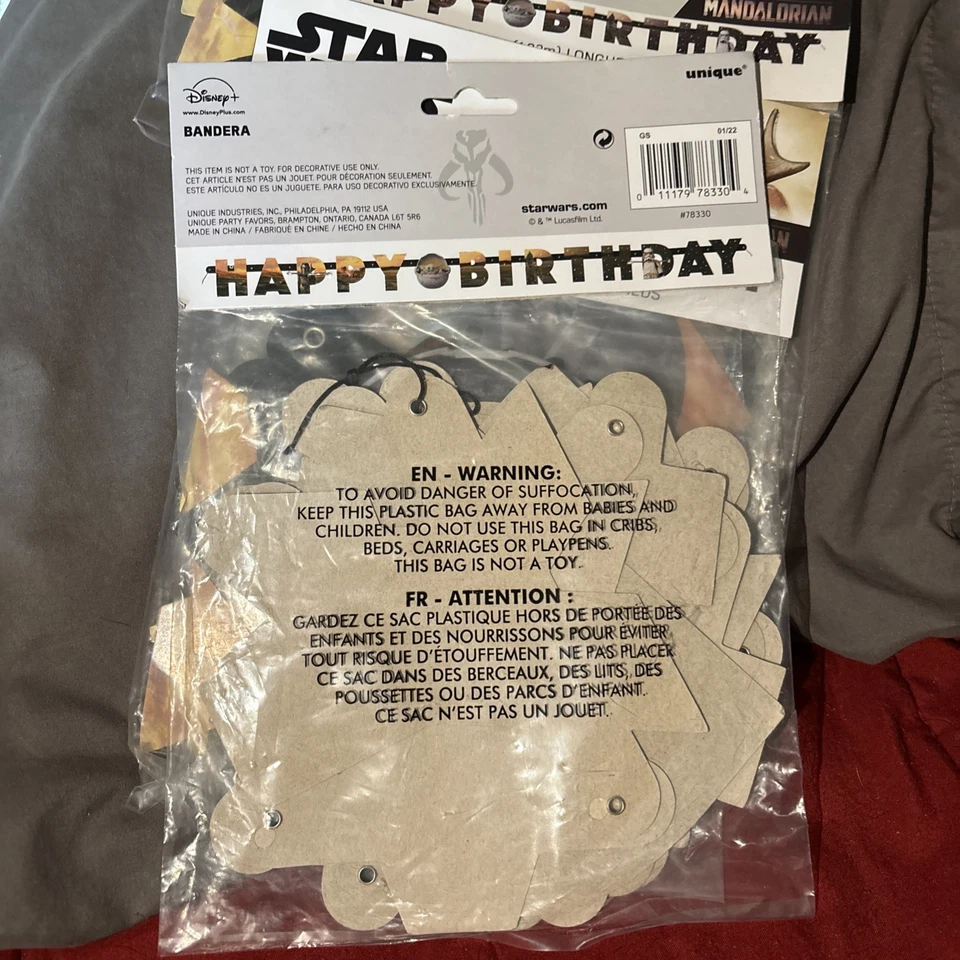 HAPPY BIRTHDAY
MANDALORIAN
STAR
LONGUE
unique®
Disney+
www.DisneyPlus.com
BANDERA
THIS ITEM IS NOT A TOY. FOR DECORATIVE USE ONLY.
CET ARTICLE N'EST PAS UN JOUET. POUR DÉCORATION SEULEMENT.
ESTE ARTÍCULO NO ES UN JUGUETE. PARA USO DECORATIVO EXCLUSIVAMENTE.
UNIQUE INDUSTRIES, INC, PHILADELPHIA, PA 19112 USA
UNIQUE PARTY FAVORS, BRAMPTON, ONTARIO, CANADA L6T 5R6
MADE IN CHINA / FABRIQUÉ EN CHINE / HECHO EN CHINA
starwars.com
© & ™ Lucasfilm Ltd.
GS 01/22
0 11179 78330 4
#78330
HAPPY BIRTHDAY
EN - WARNING:
TO AVOID DANGER OF SUFFOCATION,
KEEP THIS PLASTIC BAG AWAY FROM BABIES AND
CHILDREN. DO NOT USE THIS BAG IN CRIBS,
BEDS, CARRIAGES OR PLAYPENS.
THIS BAG IS NOT A TOY.
FR - ATTENTION :
GARDEZ CE SAC PLASTIQUE HORS DE PORTÉE DES
ENFANTS ET DES NOURRISSONS POUR ÉVITER
TOUT RISQUE D'ÉTOUFFEMENT. NE PAS PLACER
CE SAC DANS DES BERCEAUX, DES LITS, DES
POUSSETTES OU DES PARCS D'ENFANT.
CE SAC N'EST PAS UN JOUET.